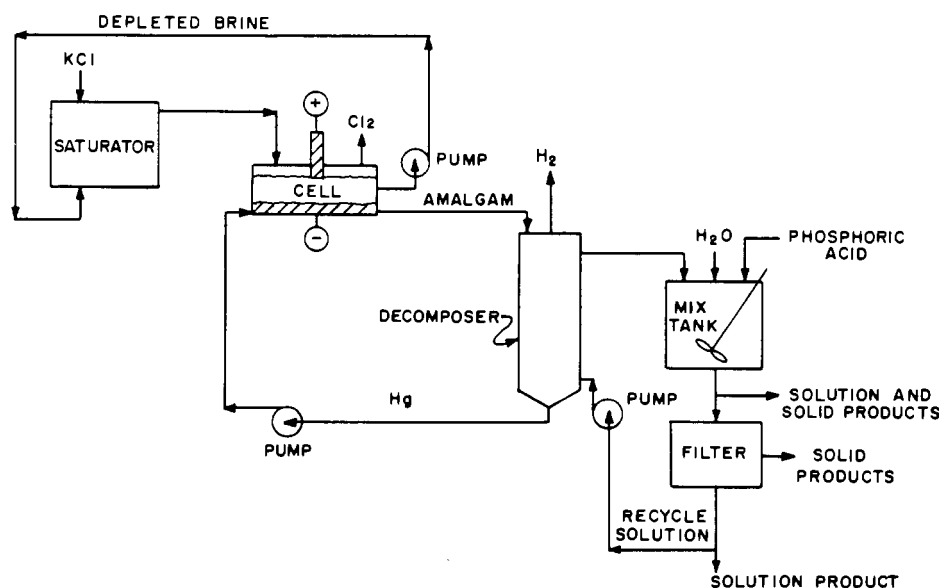 DEPLETED BRINE
KCl
SATURATOR
+
Cl2
PUMP
CELL
AMALGAM
−
H2
H2O
PHOSPHORIC
ACID
MIX
TANK
DECOMPOSER
Hg
PUMP
PUMP
SOLUTION AND
SOLID PRODUCTS
FILTER
SOLID
PRODUCTS
RECYCLE
SOLUTION
SOLUTION PRODUCT